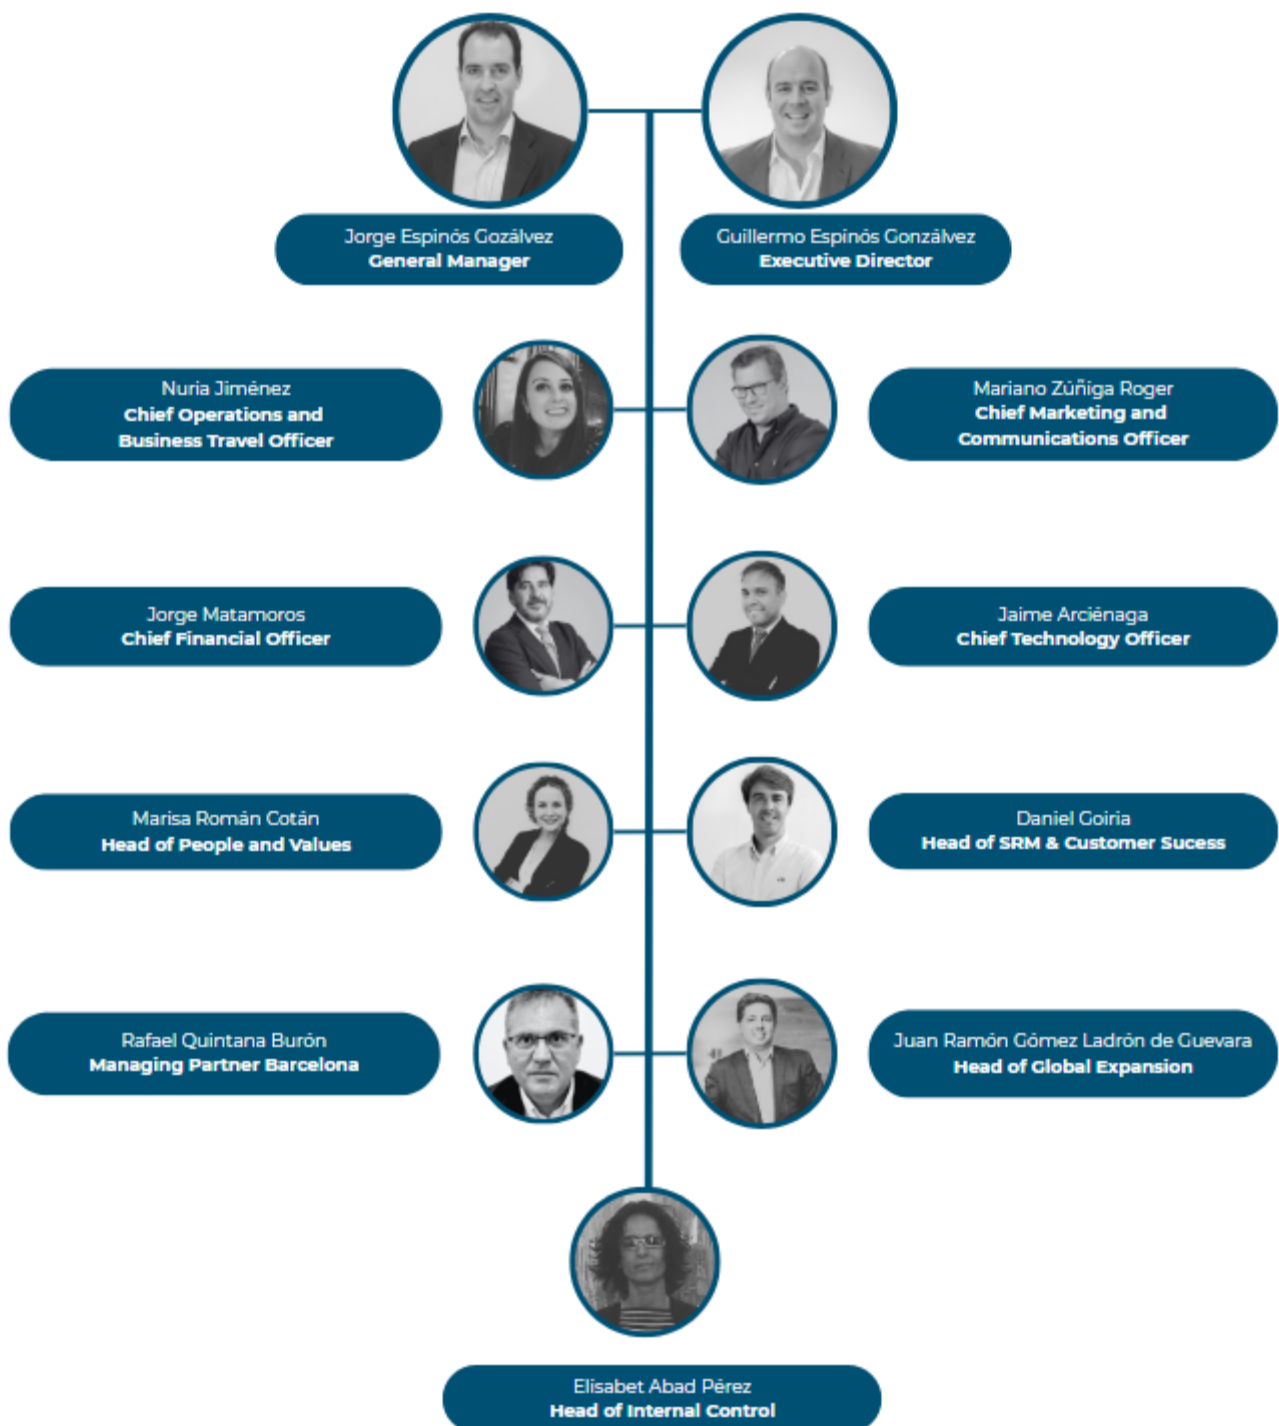 Jorge Espinós Gozálvez
General Manager
Guillermo Espinós Gonzálvez
Executive Director
Nuria Jiménez
Chief Operations and
Business Travel Officer
Mariano Zúñiga Roger
Chief Marketing and
Communications Officer
Jorge Matamoros
Chief Financial Officer
Jaime Arciénaga
Chief Technology Officer
Marisa Román Cotán
Head of People and Values
Daniel Goiria
Head of SRM & Customer Sucess
Rafael Quintana Burón
Managing Partner Barcelona
Juan Ramón Gómez Ladrón de Guevara
Head of Global Expansion
Elisabet Abad Pérez
Head of Internal Control